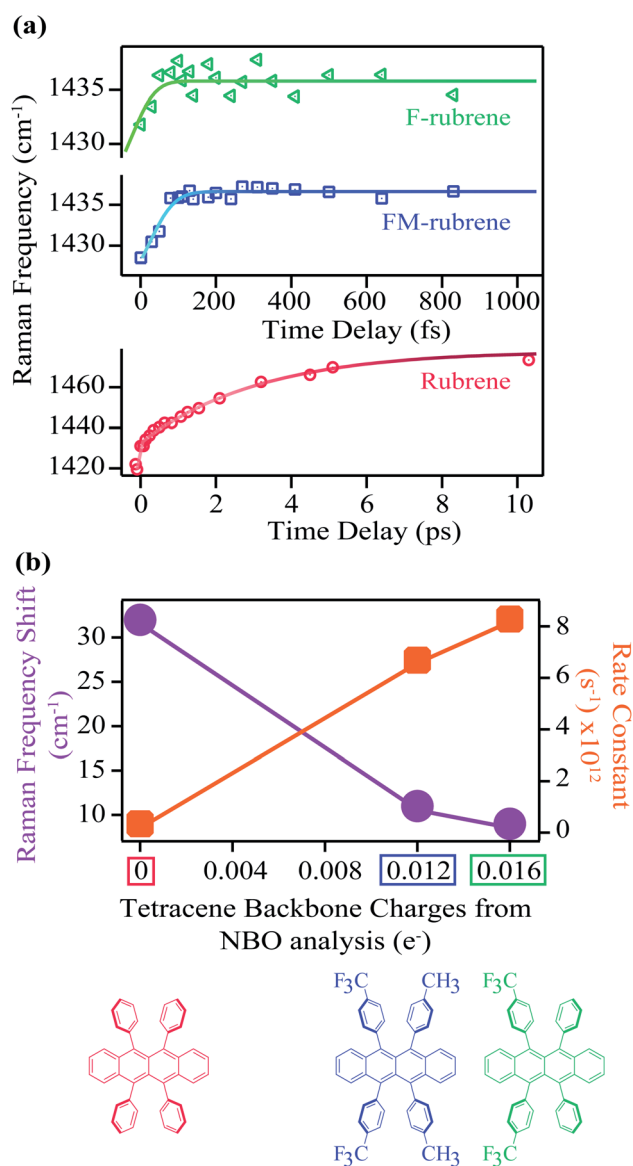 (a)
Raman Frequency (cm-1)
1435
1430
F-rubrene
1435
1430
FM-rubrene
0 200 400 600 800 1000
Time Delay (fs)
1460
1440
1420
Rubrene
0 2 4 6 8 10
Time Delay (ps)
(b)
Raman Frequency Shift
(cm-1)
30
25
20
15
10
8
6
4
2
0
Rate Constant
(s-1) x1012
0 0.004 0.008 0.012 0.016
Tetracene Backbone Charges from
NBO analysis (e-)
F3C CH3 F3C
F3C CH3 F3C